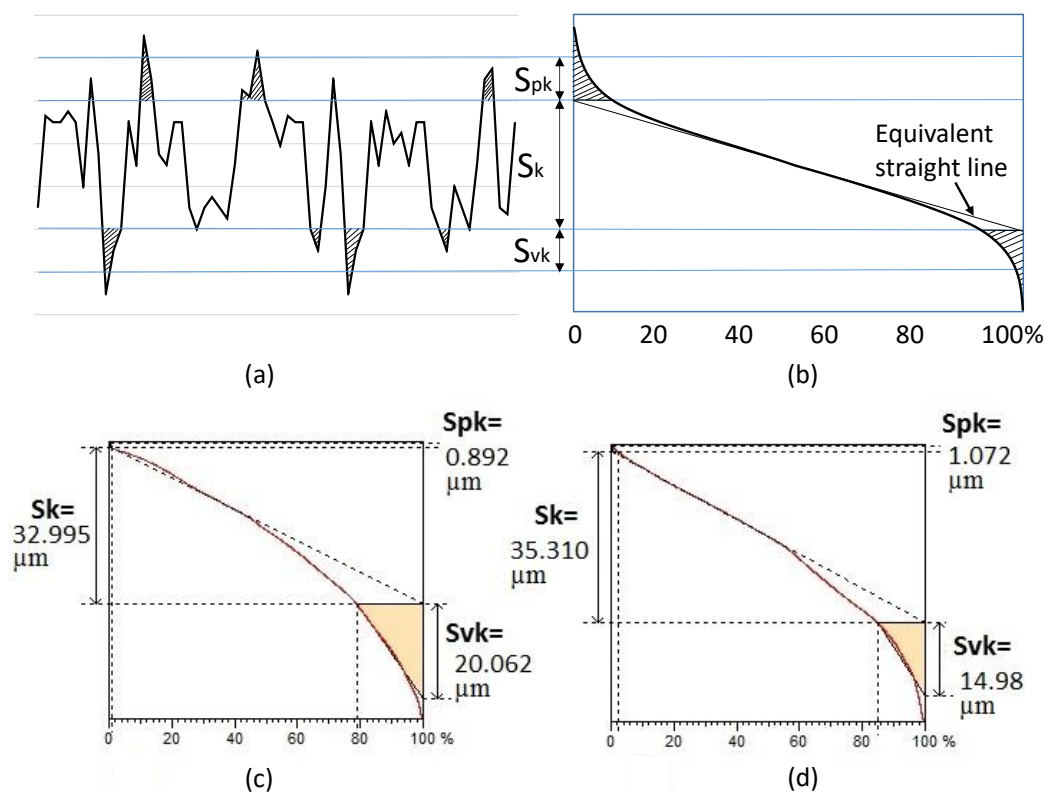 Spk
Sk
Svk
Equivalent
straight line
0 20 40 60 80 100%
(a)
(b)
Spk=
0.892
µm
Sk=
32.995
µm
Svk=
20.062
µm
0 20 40 60 80 100 %
(c)
Spk=
1.072
µm
Sk=
35.310
µm
Svk=
14.98
µm
0 20 40 60 80 100 %
(d)